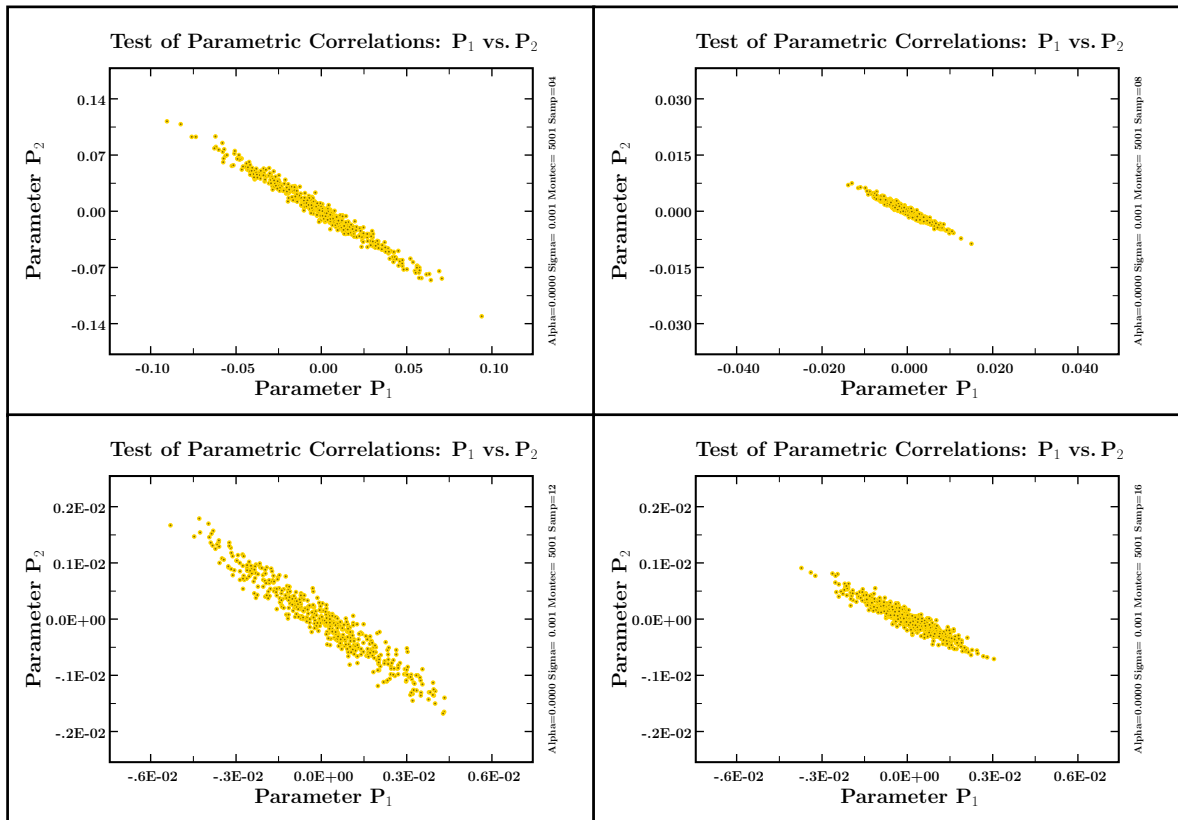 Test of Parametric Correlations: P₁ vs. P₂
0.14
0.07
0.00
-0.07
-0.14
Parameter P₂
-0.10 -0.05 0.00 0.05 0.10
Parameter P₁
Alpha=0.0000 Sigma= 0.001 Montec= 5001 Samp=04
Test of Parametric Correlations: P₁ vs. P₂
0.030
0.015
0.000
-0.015
-0.030
Parameter P₂
-0.040 -0.020 0.000 0.020 0.040
Parameter P₁
Alpha=0.0000 Sigma= 0.001 Montec= 5001 Samp=08
Test of Parametric Correlations: P₁ vs. P₂
0.2E-02
0.1E-02
0.0E+00
-.1E-02
-.2E-02
Parameter P₂
-.6E-02 -.3E-02 0.0E+00 0.3E-02 0.6E-02
Parameter P₁
Alpha=0.0000 Sigma= 0.001 Montec= 5001 Samp=12
Test of Parametric Correlations: P₁ vs. P₂
0.2E-02
0.1E-02
0.0E+00
-.1E-02
-.2E-02
Parameter P₂
-.6E-02 -.3E-02 0.0E+00 0.3E-02 0.6E-02
Parameter P₁
Alpha=0.0000 Sigma= 0.001 Montec= 5001 Samp=16